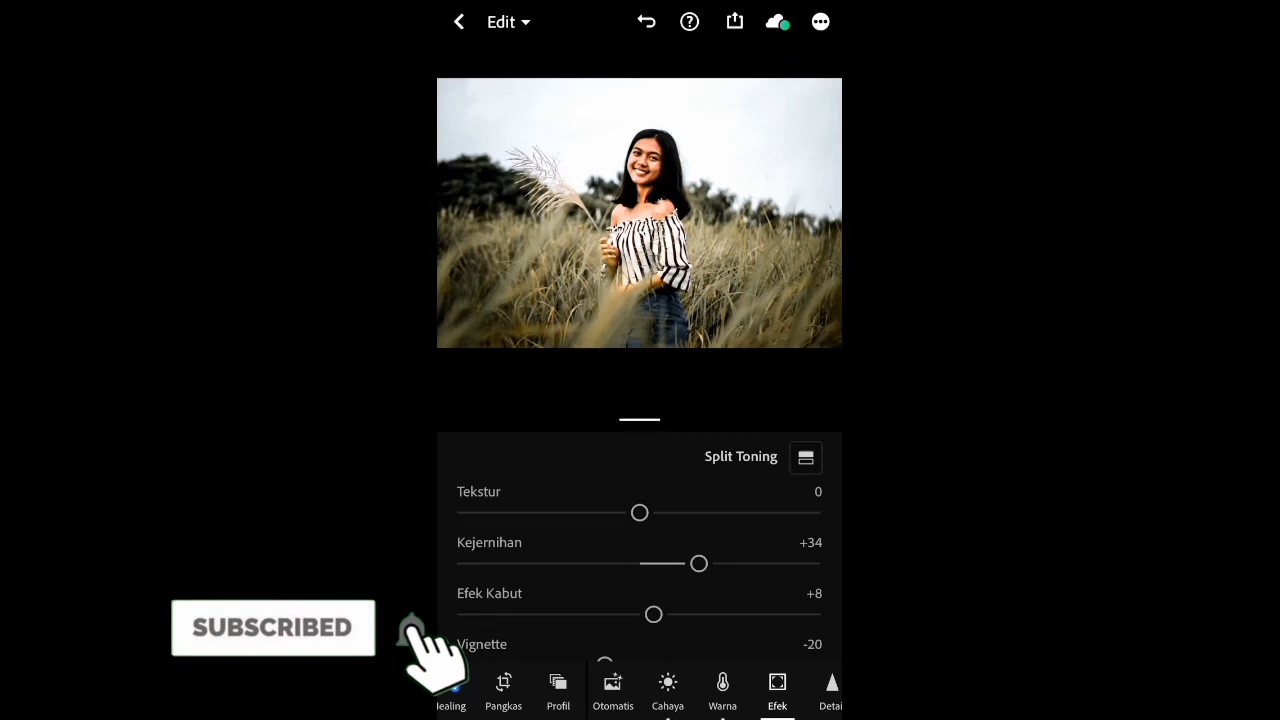 Edit
Split Toning
Tekstur 0
Kejernihan +34
Efek Kabut +8
Vignette -20
SUBSCRIBED
ealing Pangkas Profil Otomatis Cahaya Warna Efek Detai